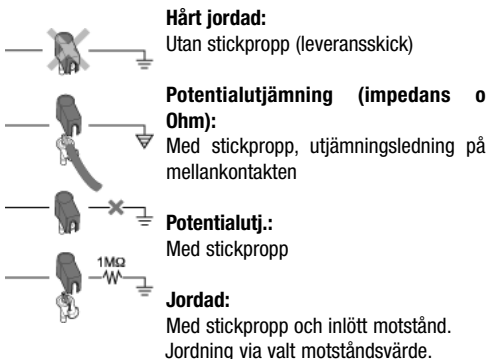 Hårt jordad:
Utan stickpropp (leveransskick)
Potentialutjämning (impedans o
Ohm):
Med stickpropp, utjämningsledning på
mellankontakten
Potentialutj.:
Med stickpropp
1MΩ
Jordad:
Med stickpropp och inlött motstånd.
Jordning via valt motståndsvärde.